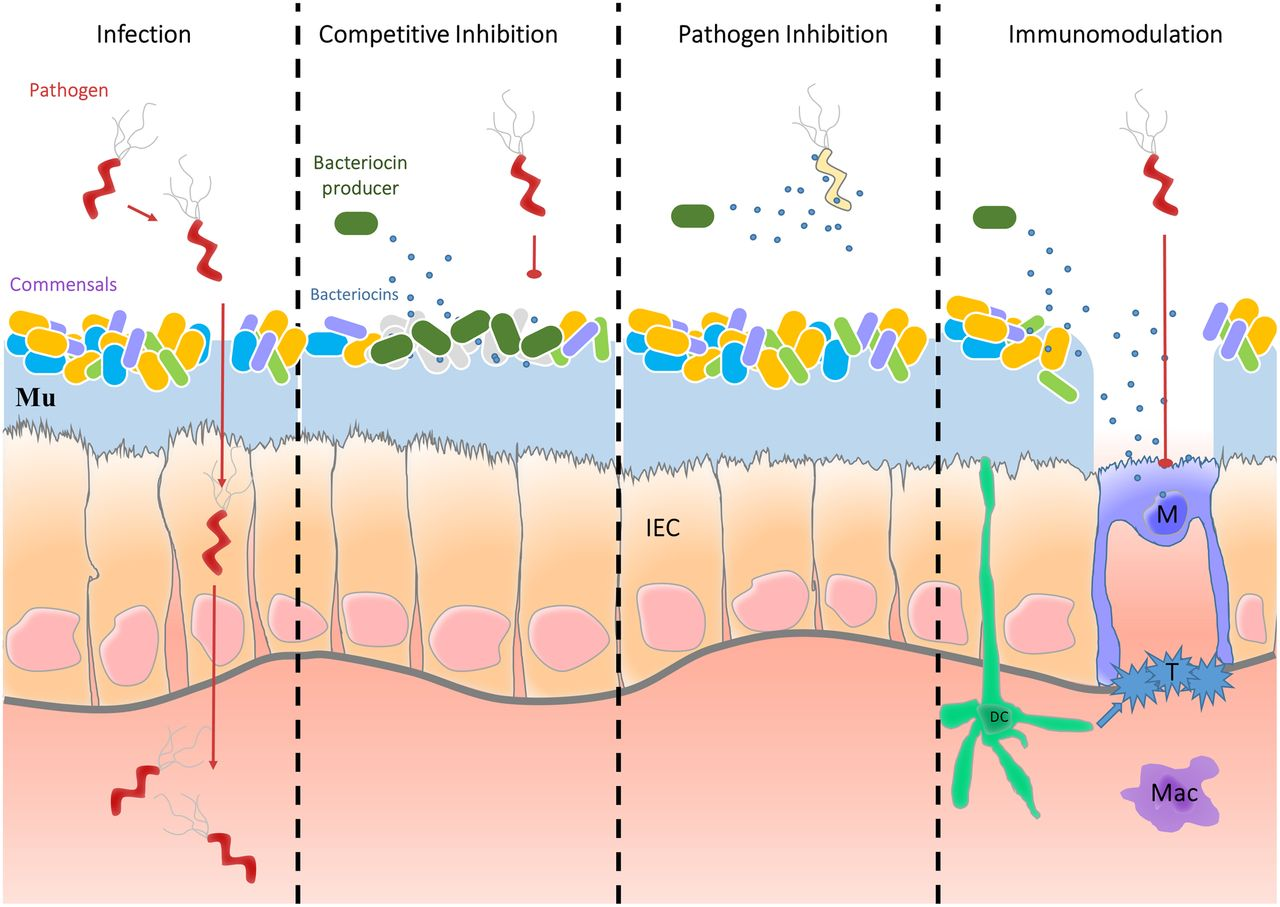 Infection
Competitive Inhibition
Pathogen Inhibition
Immunomodulation
Pathogen
Bacteriocin
producer
Commensals
Bacteriocins
Mu
IEC
M
T
DC
Mac